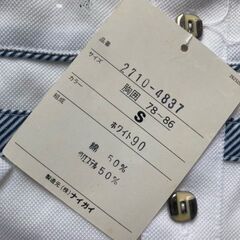 品番
2710-4837
サイズ
胸囲 78-86
S
カラー
ホワイト90
組成
綿 50%
ポリエステル50%
製造元(株)ナイガイ